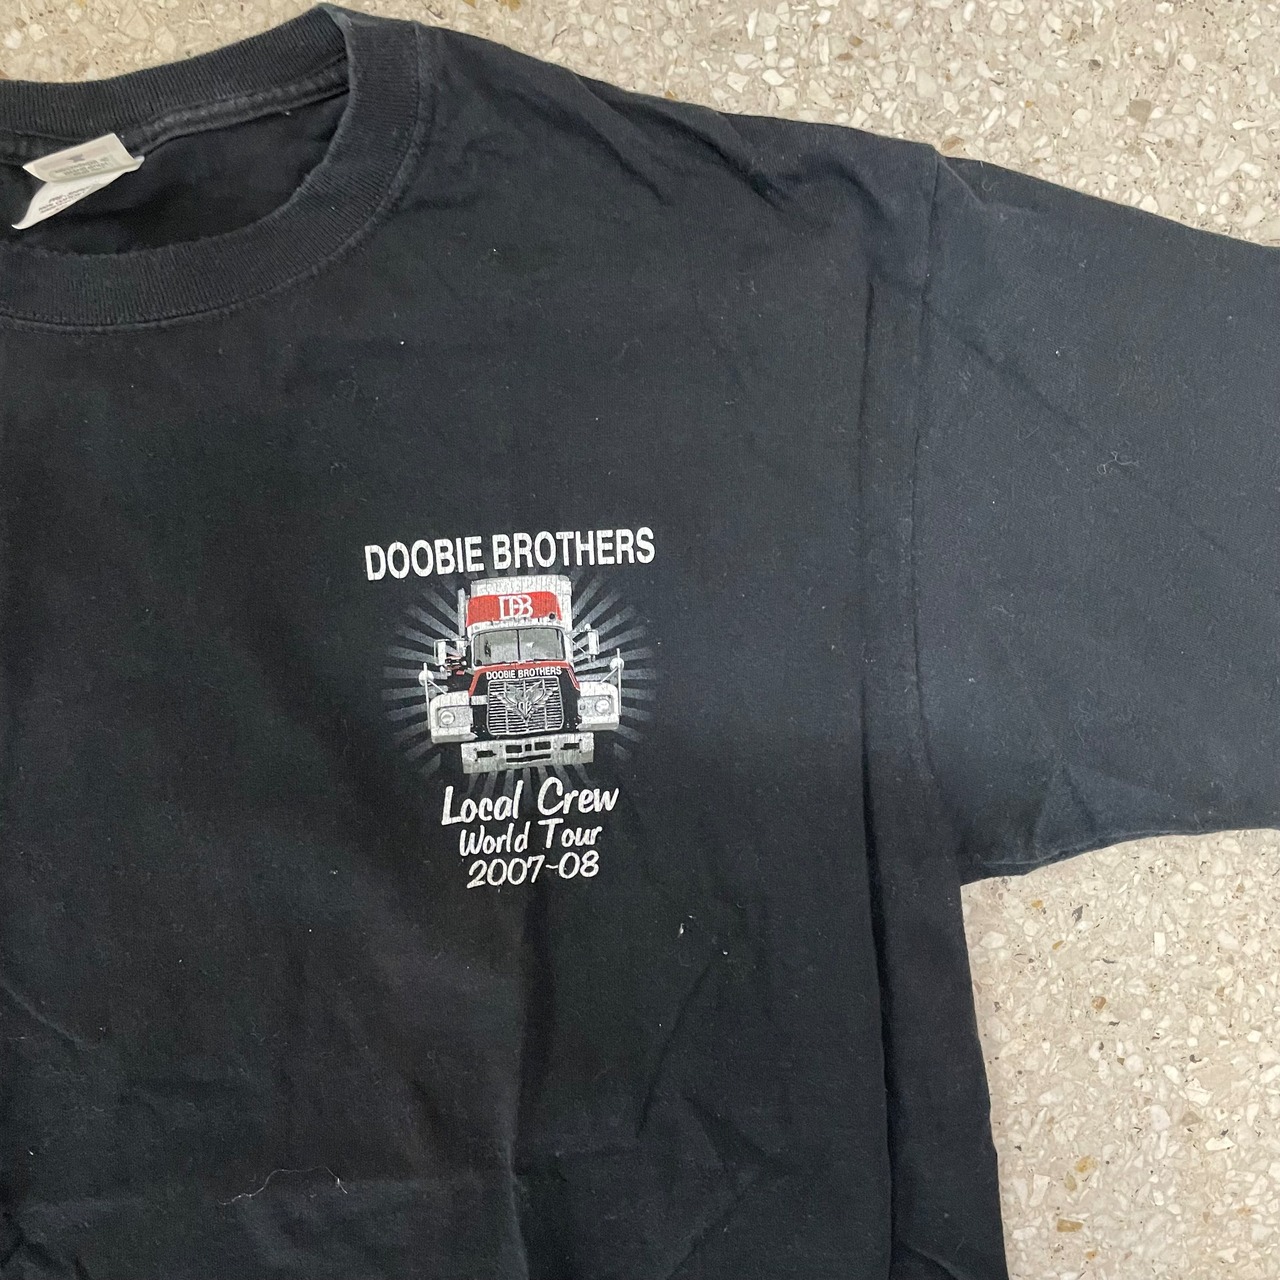 DOOBIE BROTHERS
DB
DOOBIE BROTHERS
Local Crew
World Tour
2007-08